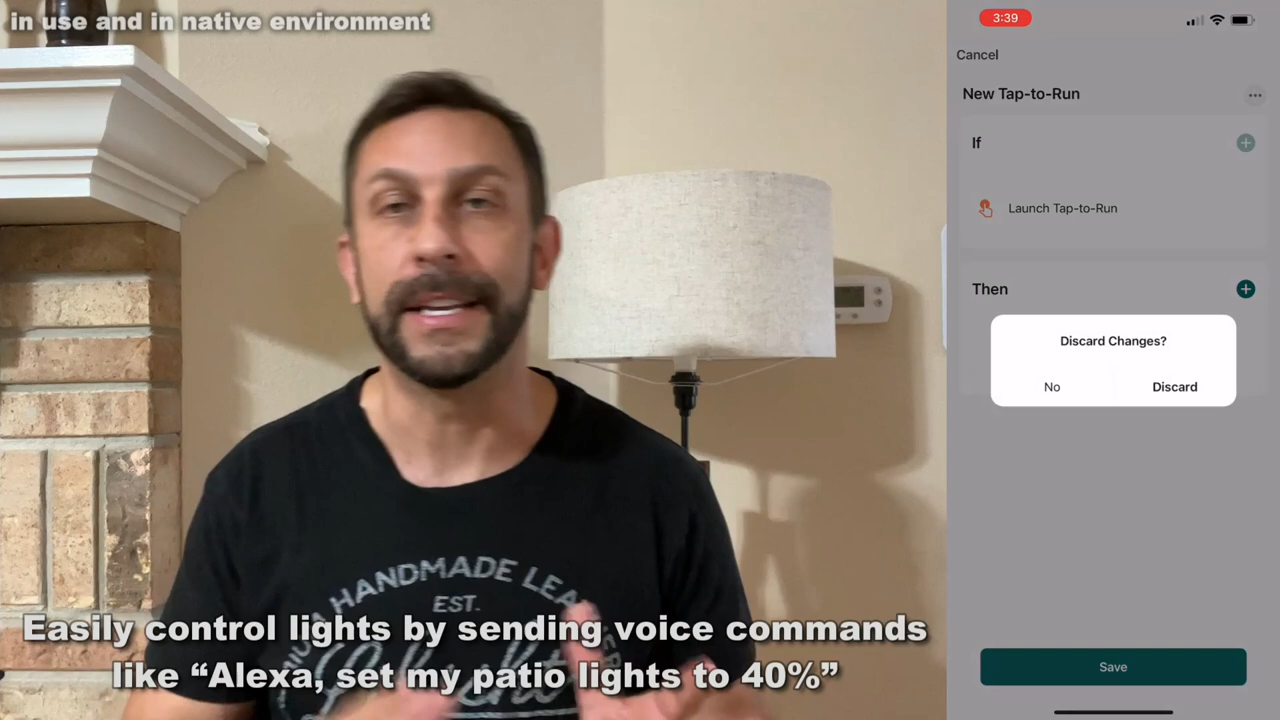 in use and in native environment
3:39
Cancel
New Tap-to-Run
If
Launch Tap-to-Run
Then
Discard Changes?
No
Discard
Save
HANDMADE LEA
EST.
Easily control lights by sending voice commands
like “Alexa, set my patio lights to 40%”